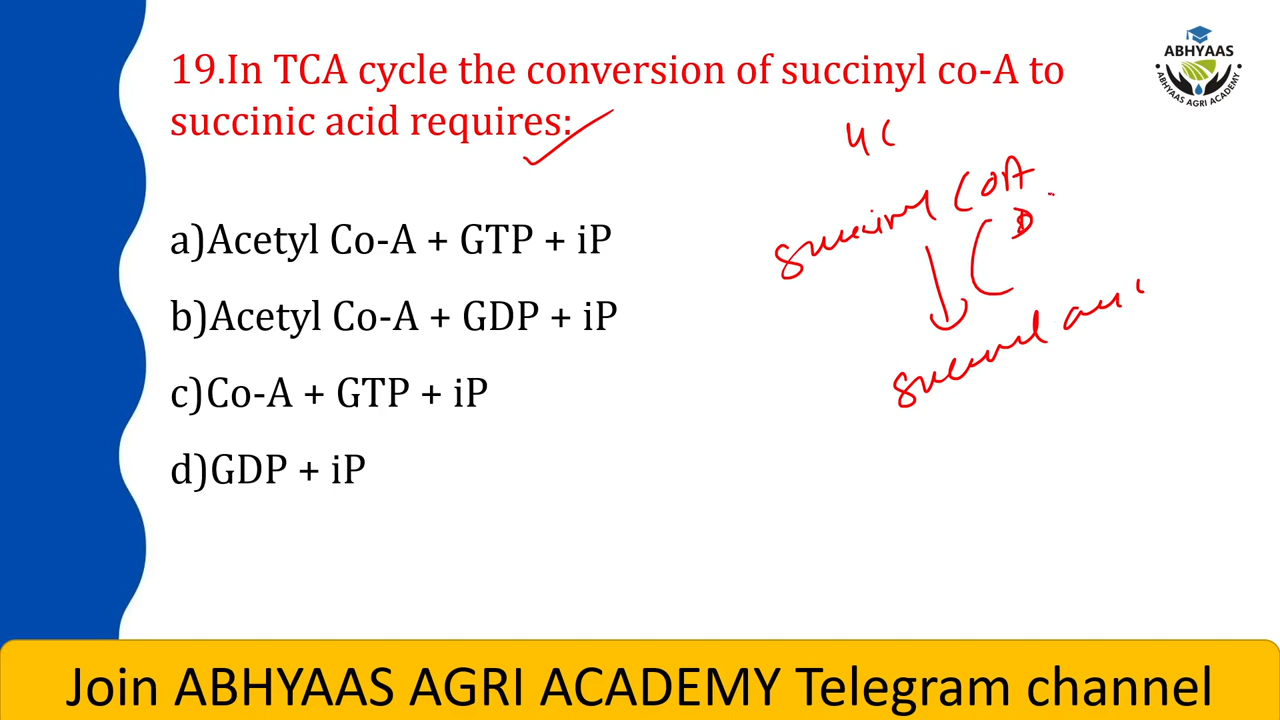 ABHYAAS
ABHYAAS AGRI ACADEMY
19.In TCA cycle the conversion of succinyl co-A to
succinic acid requires:
4C
succinyl COA
a)Acetyl Co-A + GTP + iP
b)Acetyl Co-A + GDP + iP
c)Co-A + GTP + iP
d)GDP + iP
Join ABHYAAS AGRI ACADEMY Telegram channel